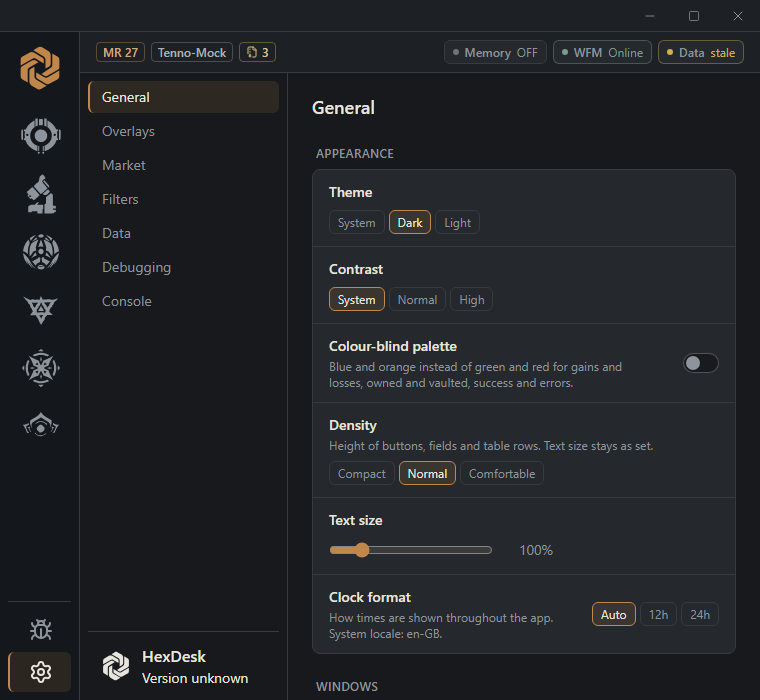 MR 27
Tenno-Mock
3
Memory OFF
WFM Online
Data stale
General
Overlays
Market
Filters
Data
Debugging
Console
HexDesk
Version unknown
General
APPEARANCE
Theme
System
Dark
Light
Contrast
System
Normal
High
Colour-blind palette
Blue and orange instead of green and red for gains and
losses, owned and vaulted, success and errors.
Density
Height of buttons, fields and table rows. Text size stays as set.
Compact
Normal
Comfortable
Text size
100%
Clock format
How times are shown throughout the app.
System locale: en-GB.
Auto
12h
24h
WINDOWS